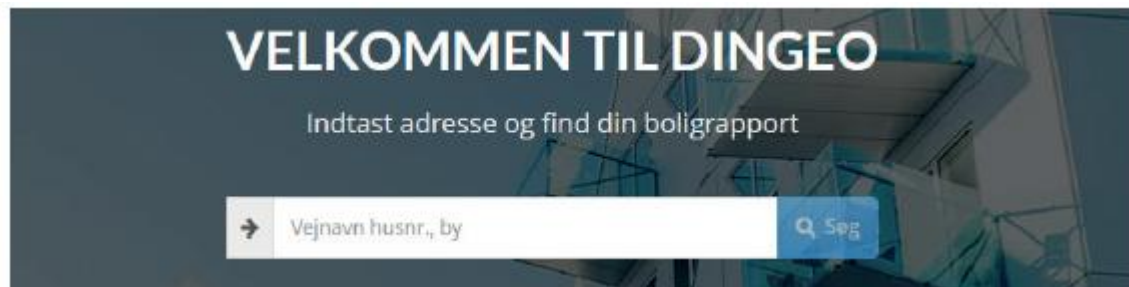 VELKOMMEN TIL DINGEO
Indtast adresse og find din boligrapport
Vejnavn husnr., by
Søg